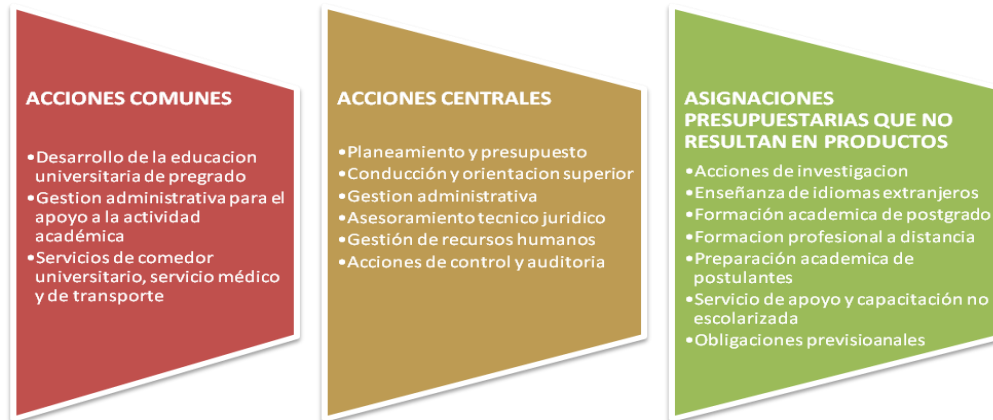 ACCIONES COMUNES
•Desarrollo de la educacion
universitaria de pregrado
•Gestion administrativa para el
apoyo a la actividad
académica
•Servicios de comedor
universitario, servicio médico
y de transporte
ACCIONES CENTRALES
•Planeamiento y presupuesto
•Conducción y orientacion superior
•Gestion administrativa
•Asesoramiento tecnico juridico
•Gestión de recursos humanos
•Acciones de control y auditoria
ASIGNACIONES
PRESUPUESTARIAS QUE NO
RESULTAN EN PRODUCTOS
•Acciones de investigacion
•Enseñanza de idiomas extranjeros
•Formación academica de postgrado
•Formacion profesional a distancia
•Preparación academica de
postulantes
•Servicio de apoyo y capacitación no
escolarizada
•Obligaciones previsioanales